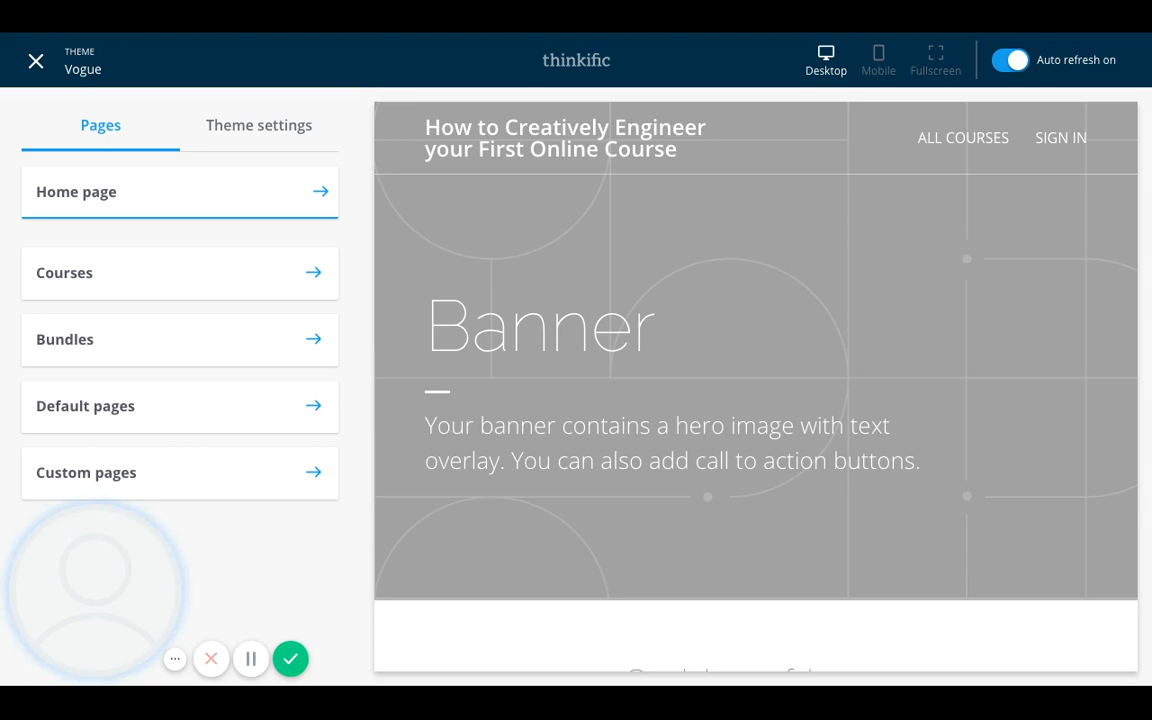 THEME
Vogue
thinkific
Desktop
Mobile
Fullscreen
Auto refresh on
Pages
Theme settings
Home page
Courses
Bundles
Default pages
Custom pages
How to Creatively Engineer
your First Online Course
ALL COURSES
SIGN IN
Banner
Your banner contains a hero image with text
overlay. You can also add call to action buttons.